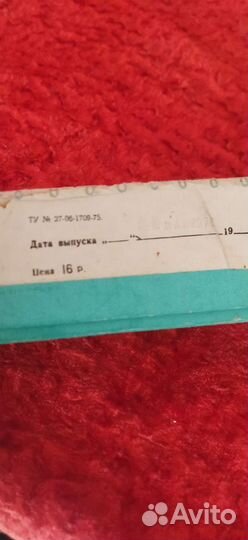 ТУ № 27-06-1709-75.
Дата выпуска „ “ 19
Цена 16 р.
Avito